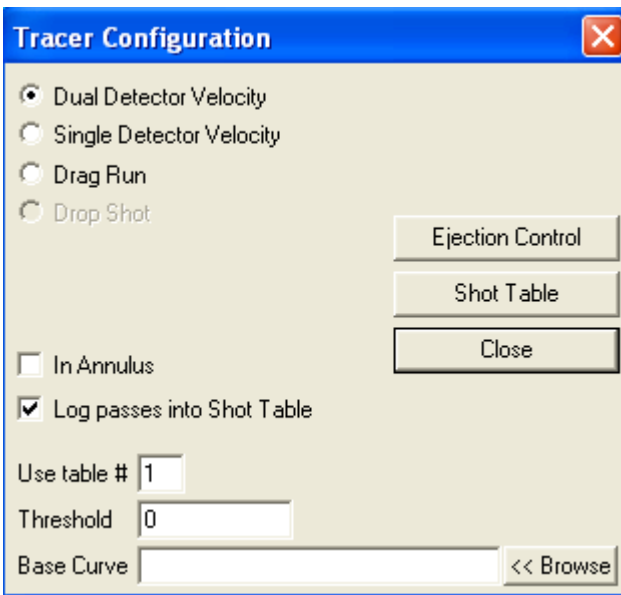 Tracer Configuration
Dual Detector Velocity
Single Detector Velocity
Drag Run
Drop Shot
Ejection Control
Shot Table
Close
In Annulus
Log passes into Shot Table
Use table # 1
Threshold 0
Base Curve << Browse